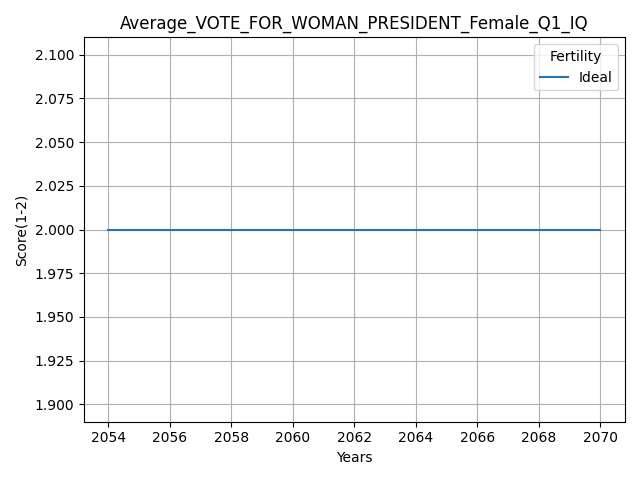 Average_VOTE_FOR_WOMAN_PRESIDENT_Female_Q1_IQ
Fertility
Ideal
Score(1-2)
2.100
2.075
2.050
2.025
2.000
1.975
1.950
1.925
1.900
2054 2056 2058 2060 2062 2064 2066 2068 2070
Years